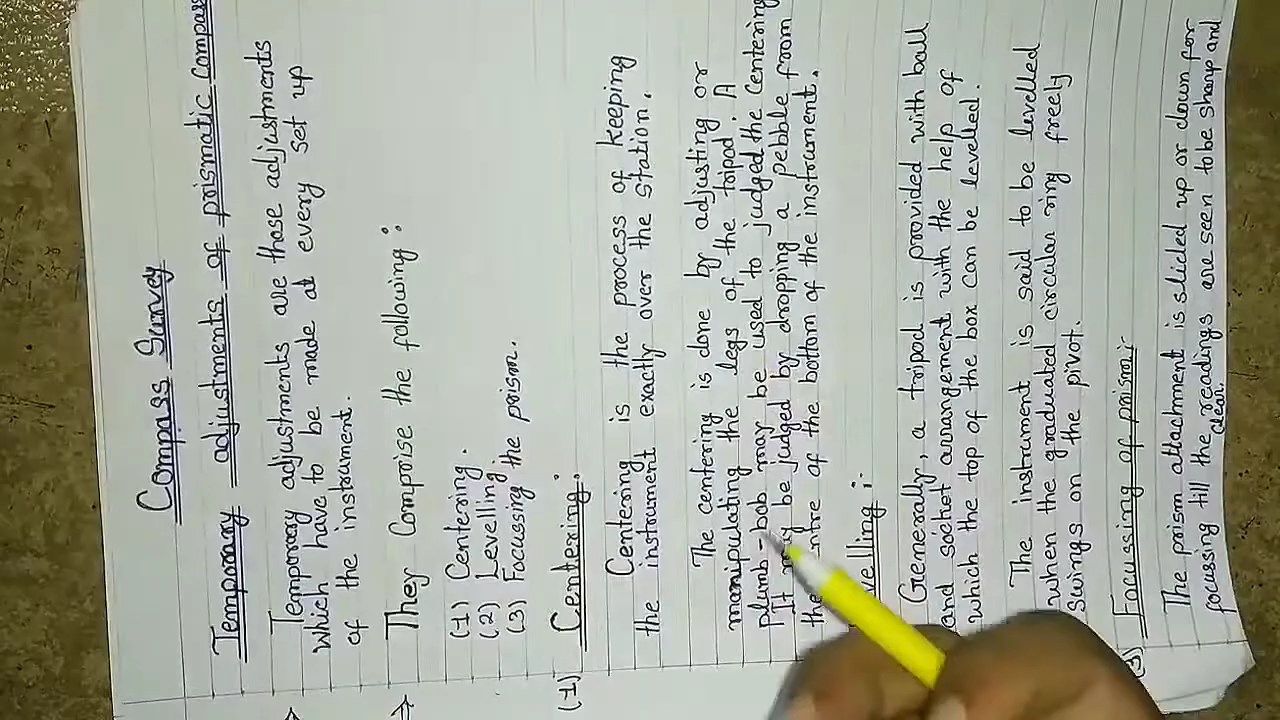 Compass Survey
Temporary adjustments of prismatic Compass
⇒ Temporary adjustments are those adjustments
which have to be made at every set up
of the instrument.
⇒ They Comprise the following :
(1) Centering.
(2) Levelling.
(3) Focussing the prism.
(1) Centering :
Centering is the process of keeping
the instrument exactly over the station.
The centering is done by adjusting or
manipulating the legs of the tripod. A
plumb-bob may be used to judged the Centering
It may be judged by dropping a pebble from
the centre of the bottom of the instrument.
velling :
Generally, a tripod is provided with ball
and sochat arrangement with the help of
which the top of the box can be levelled.
The instrument is said to be levelled
when the graduated circular ring freely
Swings on the pivot.
3) Focussing of prism:
The prism attachment is slided up or down for
focussing till the readings are seen to be sharp and
clear.